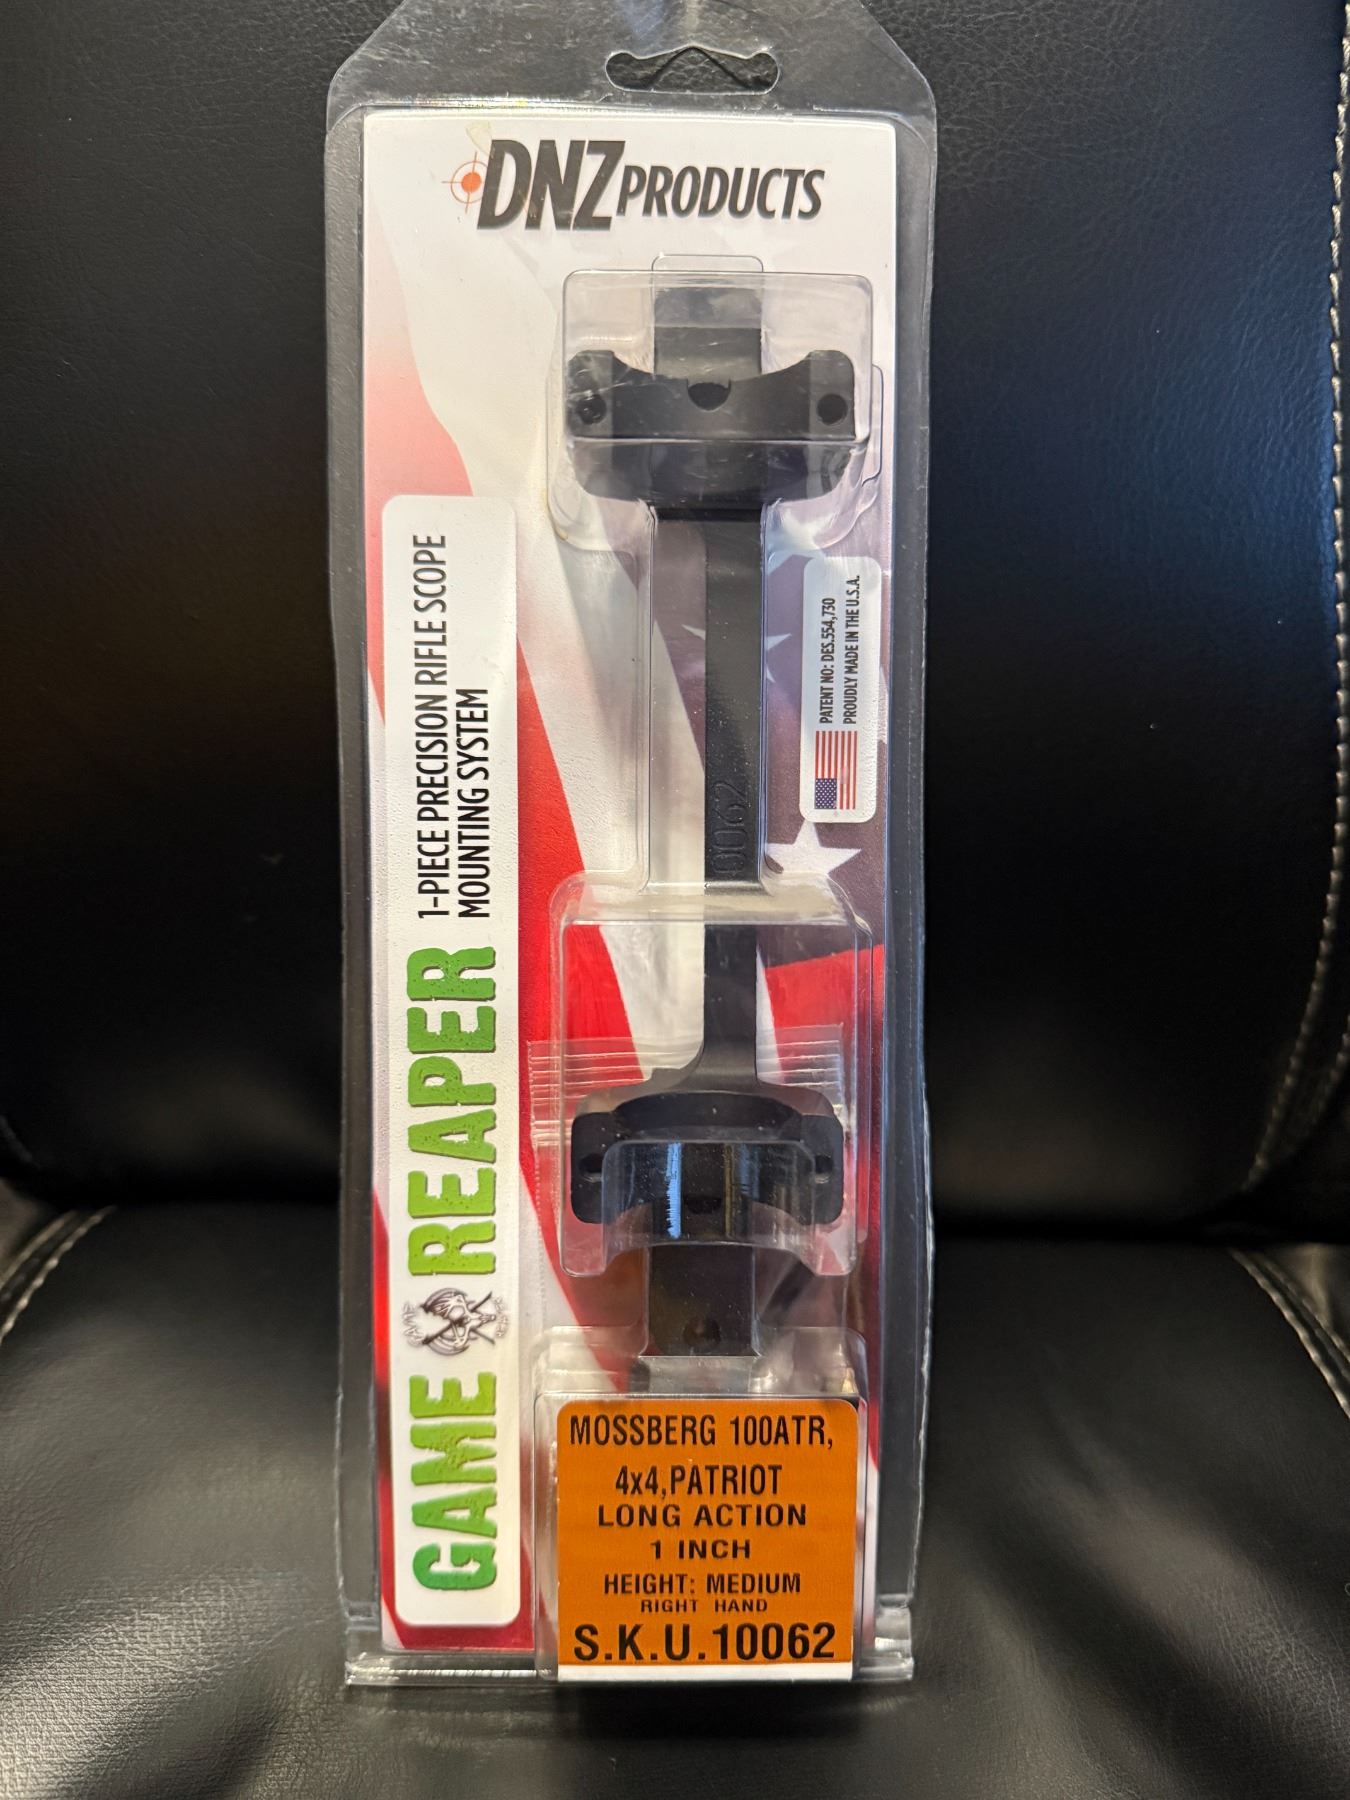 DNZ PRODUCTS
GAME REAPER
1-PIECE PRECISION RIFLE SCOPE
MOUNTING SYSTEM
PATENT NO: DES.554,730
PROUDLY MADE IN THE U.S.A.
0062
MOSSBERG 100ATR,
4x4,PATRIOT
LONG ACTION
1 INCH
HEIGHT: MEDIUM
RIGHT HAND
S.K.U.10062